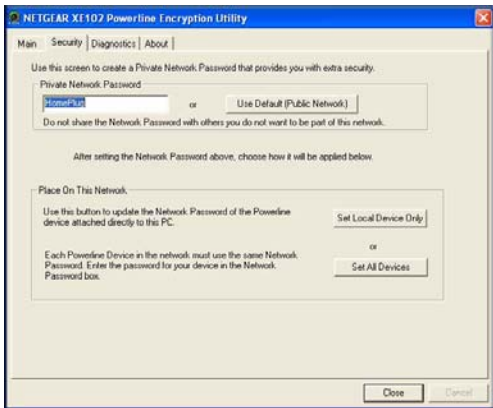 NETGEAR XE102 Powerline Encryption Utility
Main Security Diagnostics About
Use this screen to create a Private Network Password that provides you with extra security.
Private Network Password
HomePlug or Use Default (Public Network)
Do not share the Network Password with others you do not want to be part of this network.
After setting the Network Password above, choose how it will be applied below.
Place On This Network
Use this button to update the Network Password of the Powerline
device attached directly to this PC.
Set Local Device Only
or
Each Powerline Device in the network must use the same Network
Password. Enter the password for your device in the Network
Password box.
Set All Devices
Close Cancel